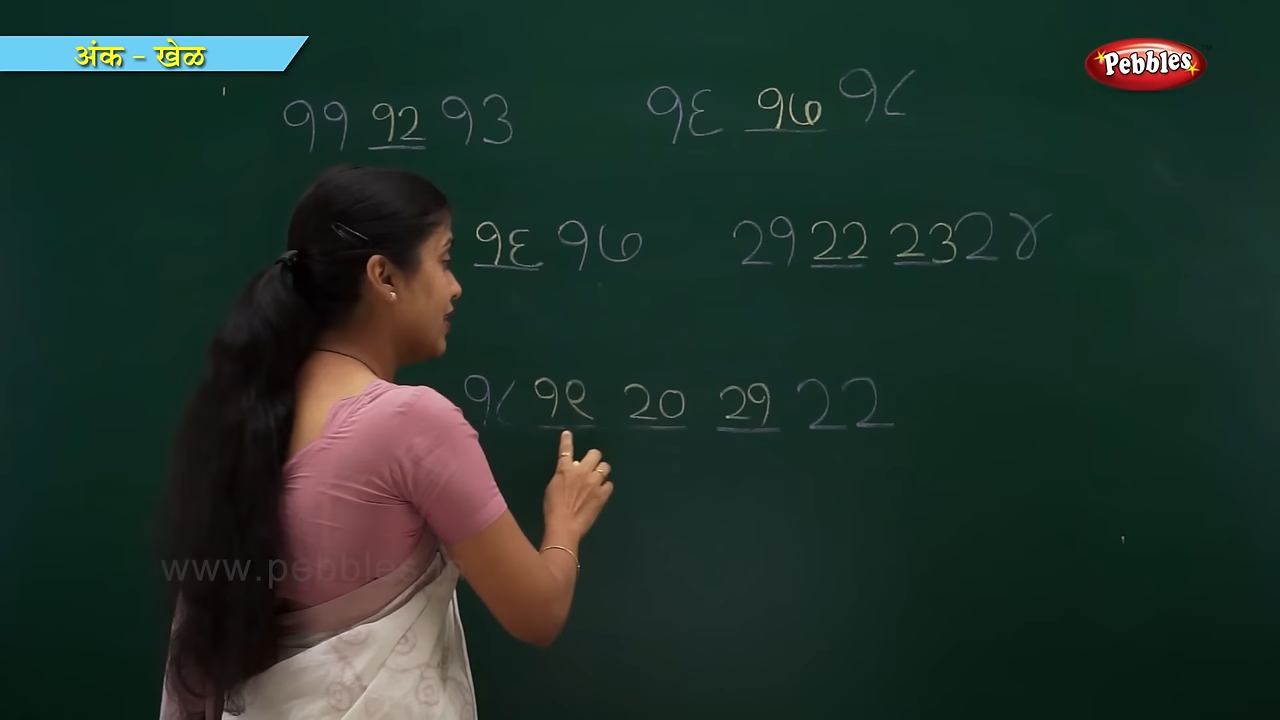 अंक - खेळ
Pebbles
११ १२ १३ १६ १७ १८
१६ १७ २१ २२ २३ २४
१८ १९ २० २१ २२
www.pebbles.